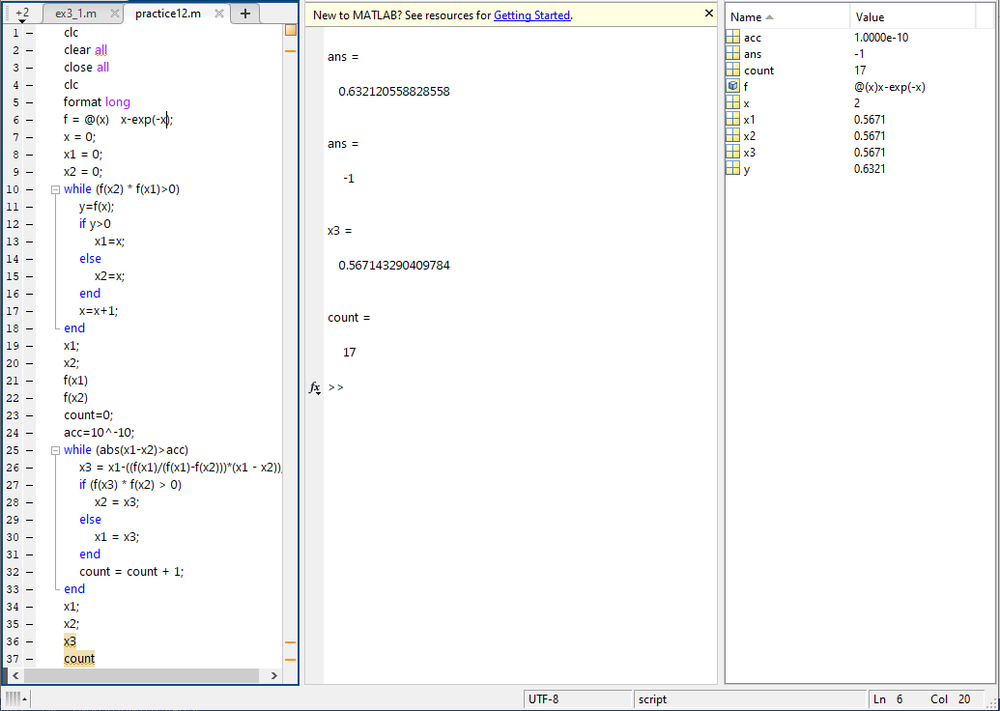 +2 ex3_1.m practice12.m
1 – clc
2 – clear all
3 – close all
4 – clc
5 – format long
6 – f = @(x) x-exp(-x);
7 – x = 0;
8 – x1 = 0;
9 – x2 = 0;
10 – while (f(x2) * f(x1)>0)
11 – y=f(x);
12 – if y>0
13 – x1=x;
14 – else
15 – x2=x;
16 – end
17 – x=x+1;
18 – end
19 – x1;
20 – x2;
21 – f(x1)
22 – f(x2)
23 – count=0;
24 – acc=10^-10;
25 – while (abs(x1-x2)>acc)
26 – x3 = x1-((f(x1)/(f(x1)-f(x2)))*(x1 - x2));
27 – if (f(x3) * f(x2) > 0)
28 – x2 = x3;
29 – else
30 – x1 = x3;
31 – end
32 – count = count + 1;
33 – end
34 – x1;
35 – x2;
36 – x3
37 – count
New to MATLAB? See resources for Getting Started.
ans =
0.632120558828558
ans =
-1
x3 =
0.567143290409784
count =
17
fx >>
Name Value
acc 1.0000e-10
ans -1
count 17
f @(x)x-exp(-x)
x 2
x1 0.5671
x2 0.5671
x3 0.5671
y 0.6321
UTF-8 script Ln 6 Col 20